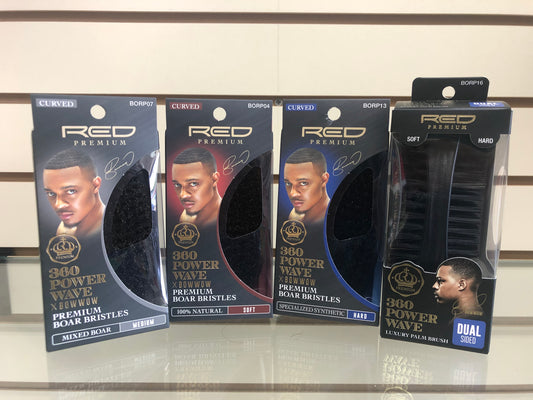 CURVED BORP07
RED
PREMIUM
360
POWER
WAVE
X BOWWOW
PREMIUM
BOAR BRISTLES
MIXED BOAR MEDIUM
CURVED BORP04
RED
PREMIUM
360
POWER
WAVE
X BOWWOW
PREMIUM
BOAR BRISTLES
100% NATURAL SOFT
CURVED BORP13
RED
PREMIUM
360
POWER
WAVE
X BOWWOW
PREMIUM
BOAR BRISTLES
SPECIALIZED SYNTHETIC HARD
BORP16
RED
PREMIUM
SOFT HARD
360
POWER
WAVE
LUXURY PALM BRUSH
DUAL
SIDED